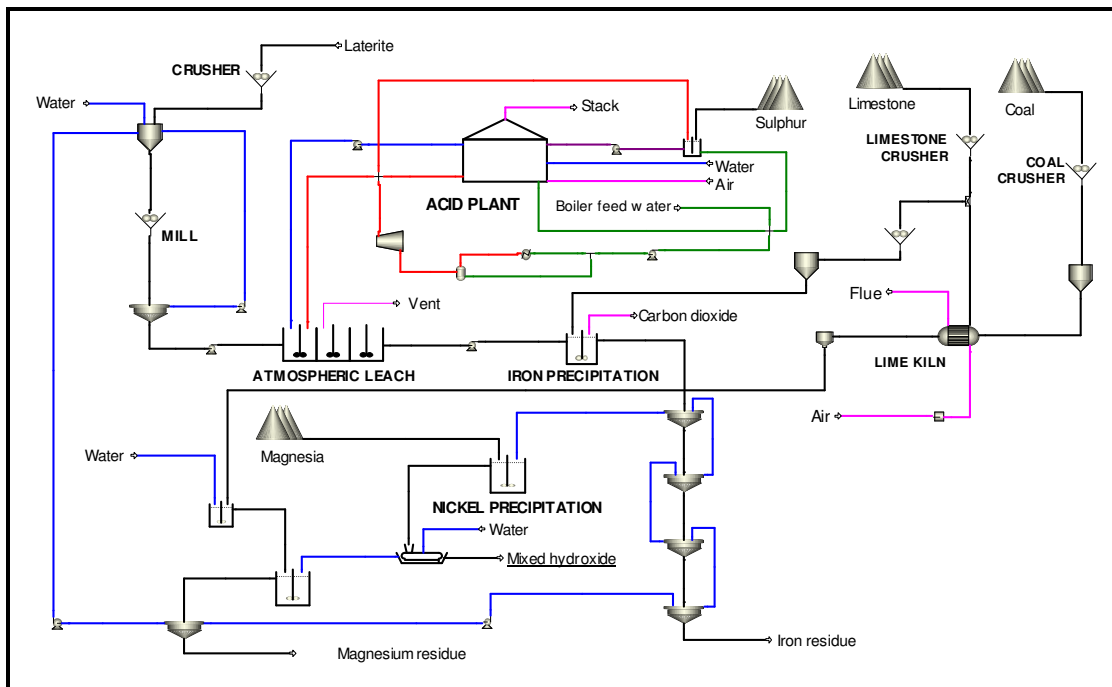 Laterite
CRUSHER
Water
Stack
Sulphur
Limestone
Coal
LIMESTONE
CRUSHER
COAL
CRUSHER
Water
Air
ACID PLANT
Boiler feed water
MILL
Vent
Carbon dioxide
Flue
ATMOSPHERIC LEACH
IRON PRECIPITATION
LIME KILN
Air
Magnesia
Water
NICKEL PRECIPITATION
Water
Mixed hydroxide
Iron residue
Magnesium residue